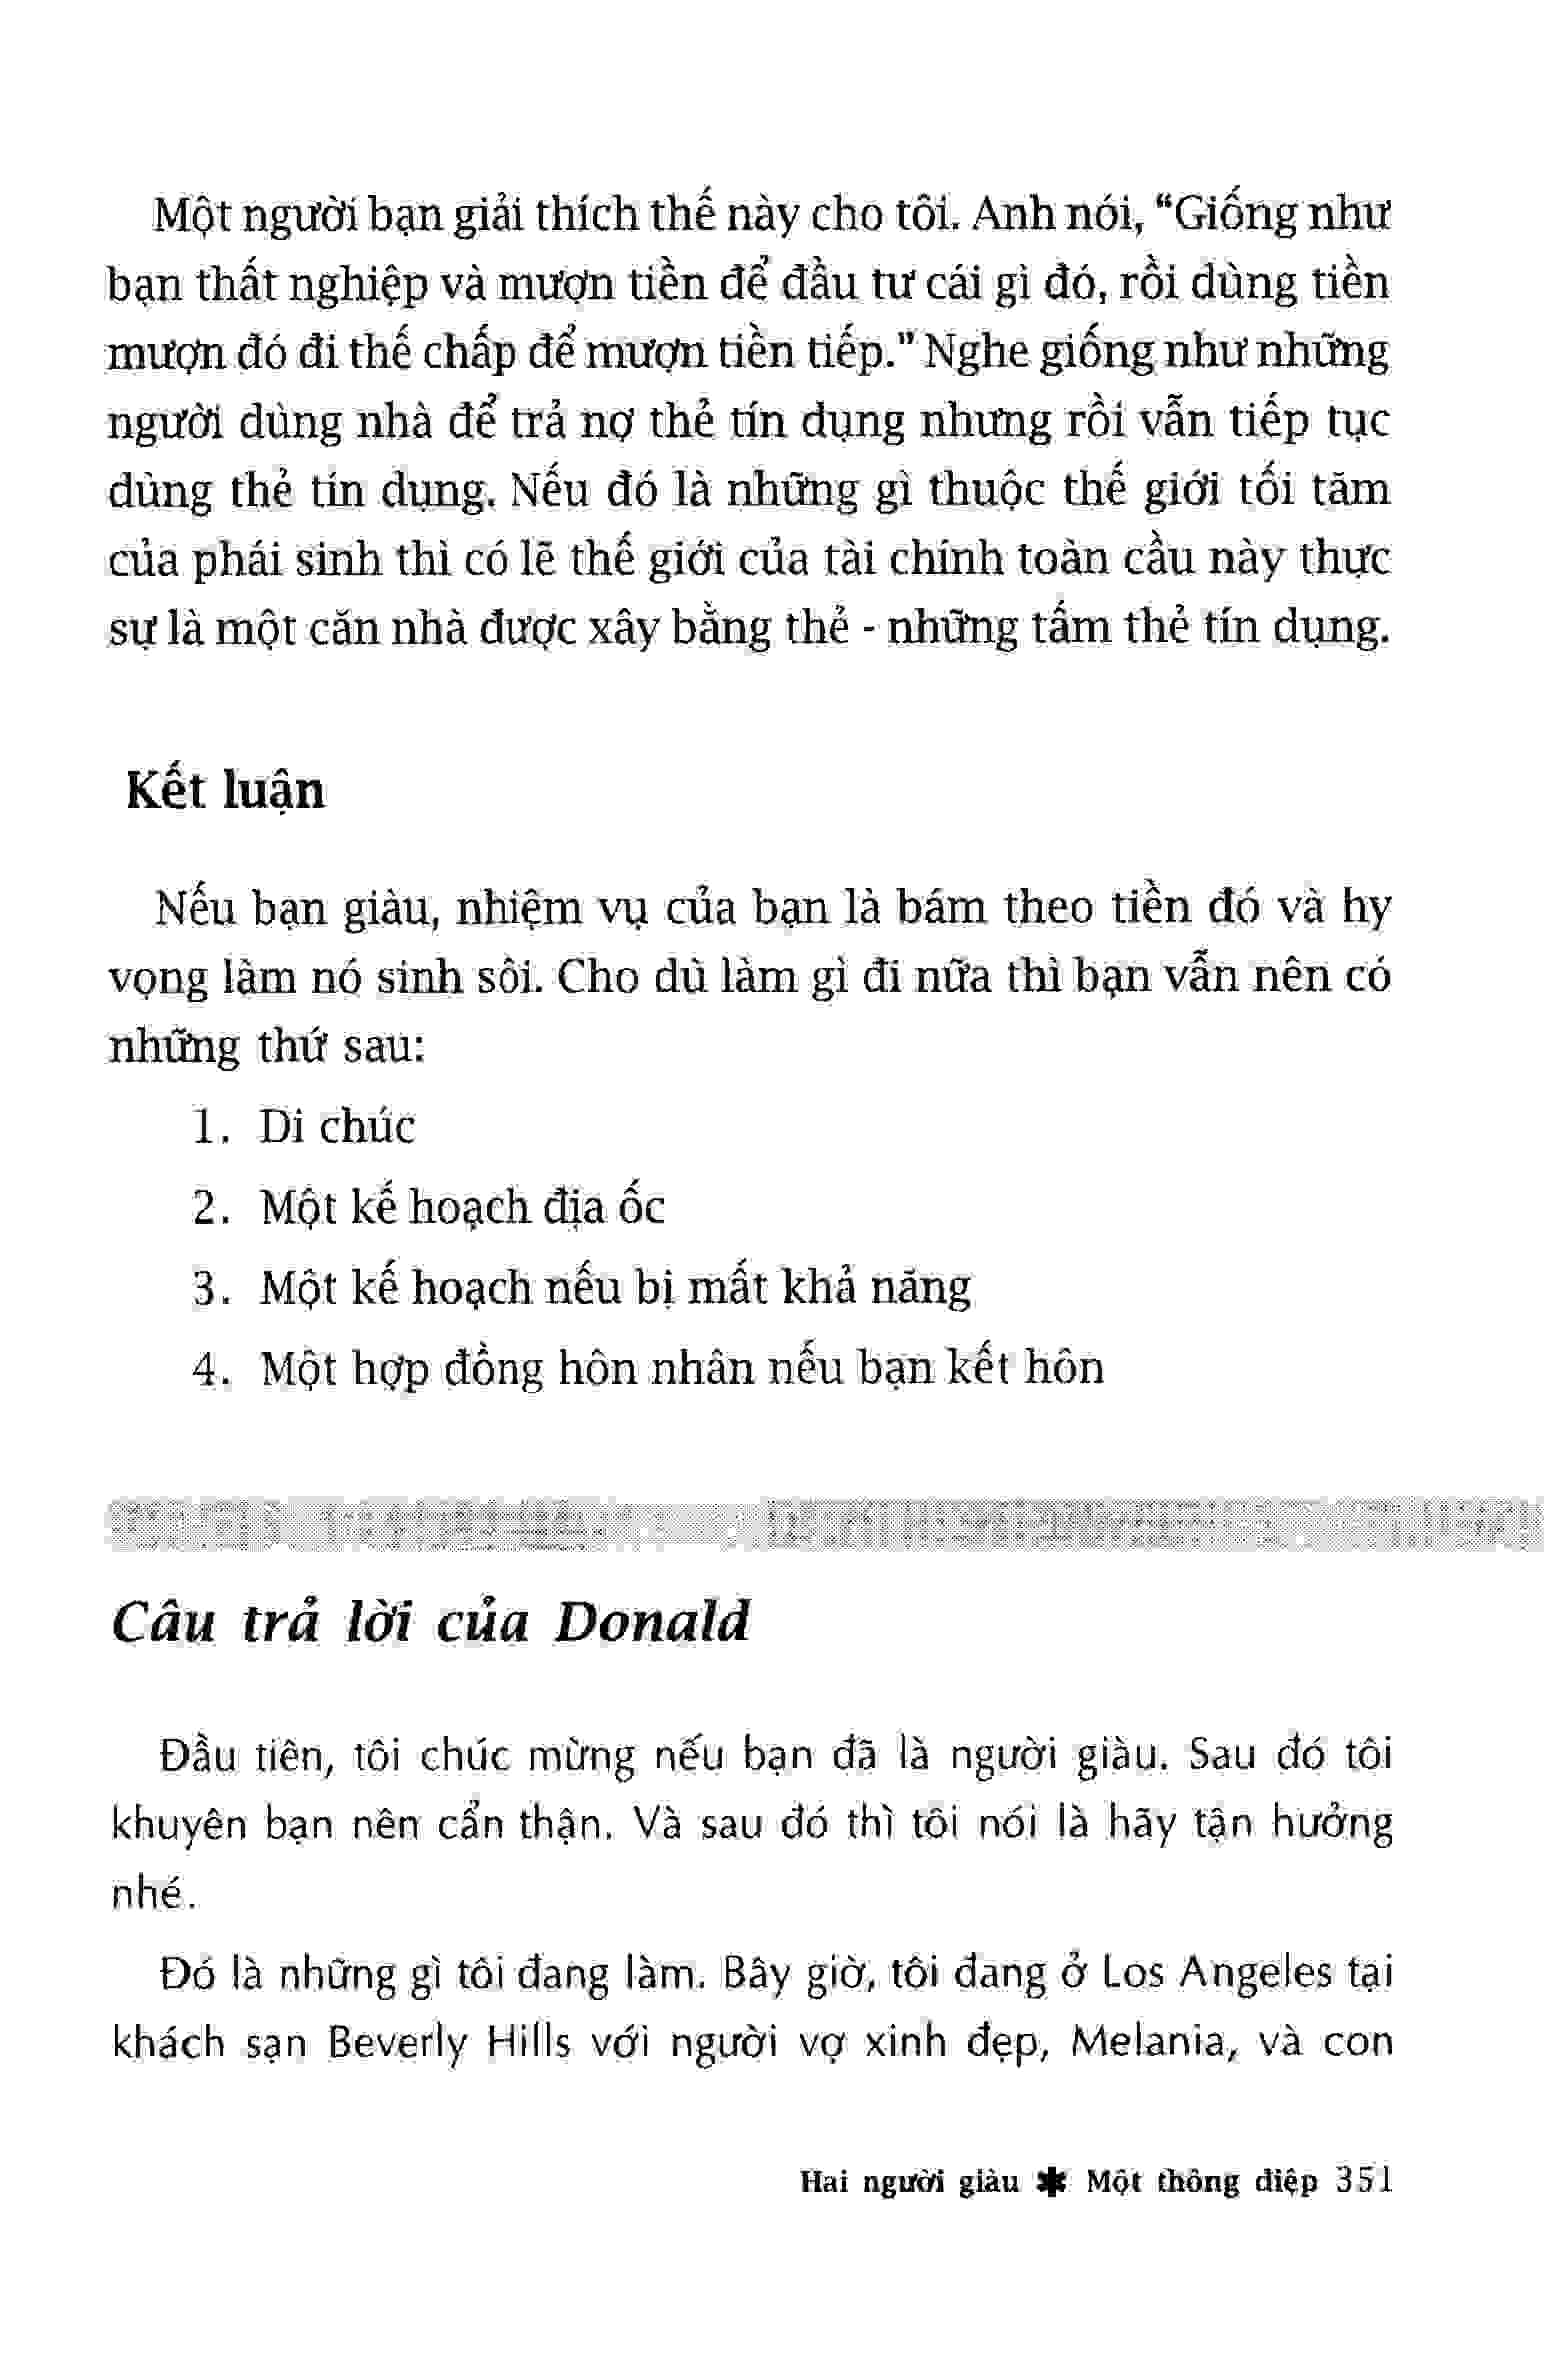 Một người bạn giải thích thế này cho tôi. Anh nói, “Giống như
bạn thất nghiệp và mượn tiền để đầu tư cái gì đó, rồi dùng tiền
mượn đó đi thế chấp để mượn tiền tiếp.” Nghe giống như những
người dùng nhà để trả nợ thẻ tín dụng nhưng rồi vẫn tiếp tục
dùng thẻ tín dụng. Nếu đó là những gì thuộc thế giới tối tăm
của phái sinh thì có lẽ thế giới của tài chính toàn cầu này thực
sự là một căn nhà được xây bằng thẻ - những tấm thẻ tín dụng.
Kết luận
Nếu bạn giàu, nhiệm vụ của bạn là bám theo tiền đó và hy
vọng làm nó sinh sôi. Cho dù làm gì đi nữa thì bạn vẫn nên có
những thứ sau:
1. Di chúc
2. Một kế hoạch địa ốc
3. Một kế hoạch nếu bị mất khả năng
4. Một hợp đồng hôn nhân nếu bạn kết hôn
Câu trả lời của Donald
Đầu tiên, tôi chúc mừng nếu bạn đã là người giàu. Sau đó tôi
khuyên bạn nên cẩn thận. Và sau đó thì tôi nói là hãy tận hưởng
nhé.
Đó là những gì tôi đang làm. Bây giờ, tôi đang ở Los Angeles tại
khách sạn Beverly Hills với người vợ xinh đẹp, Melania, và con
Hai người giàu ✱ Một thông điệp 351